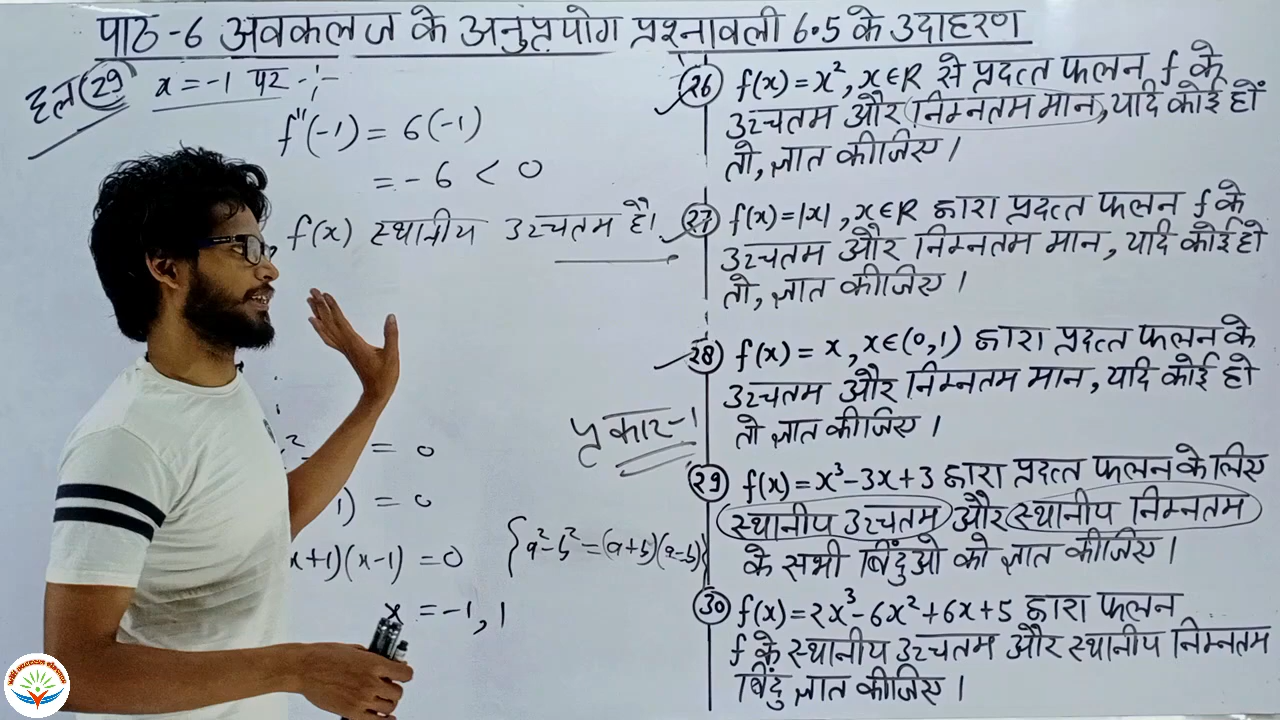 पाठ-6 अवकलज के अनुप्रयोग प्रश्नावली 6.5 के उदाहरण
हल (29) x = -1 पर :-
f''(-1) = 6(-1)
= -6 < 0
f(x) स्थानीय उच्चतम है।
= 0
1) = 0
x+1)(x-1) = 0
{a²-b² = (a+b)(a-b)}
x = -1, 1
प्रकार-1
(26) f(x) = x², x∈R से प्रदत्त फलन f के
उच्चतम और निम्नतम मान, यदि कोई हों
तो, ज्ञात कीजिए।
(27) f(x) = |x|, x∈R द्वारा प्रदत्त फलन f के
उच्चतम और निम्नतम मान, यदि कोई हो
तो, ज्ञात कीजिए।
(28) f(x) = x, x∈(0,1) द्वारा प्रदत्त फलन के
उच्चतम और निम्नतम मान, यदि कोई हो
तो ज्ञात कीजिए।
(29) f(x) = x³-3x+3 द्वारा प्रदत्त फलन के लिए
स्थानीय उच्चतम और स्थानीय निम्नतम
के सभी बिंदुओ को ज्ञात कीजिए।
(30) f(x) = 2x³-6x²+6x+5 द्वारा फलन
f के स्थानीय उच्चतम और स्थानीय निम्नतम
बिंदु ज्ञात कीजिए।